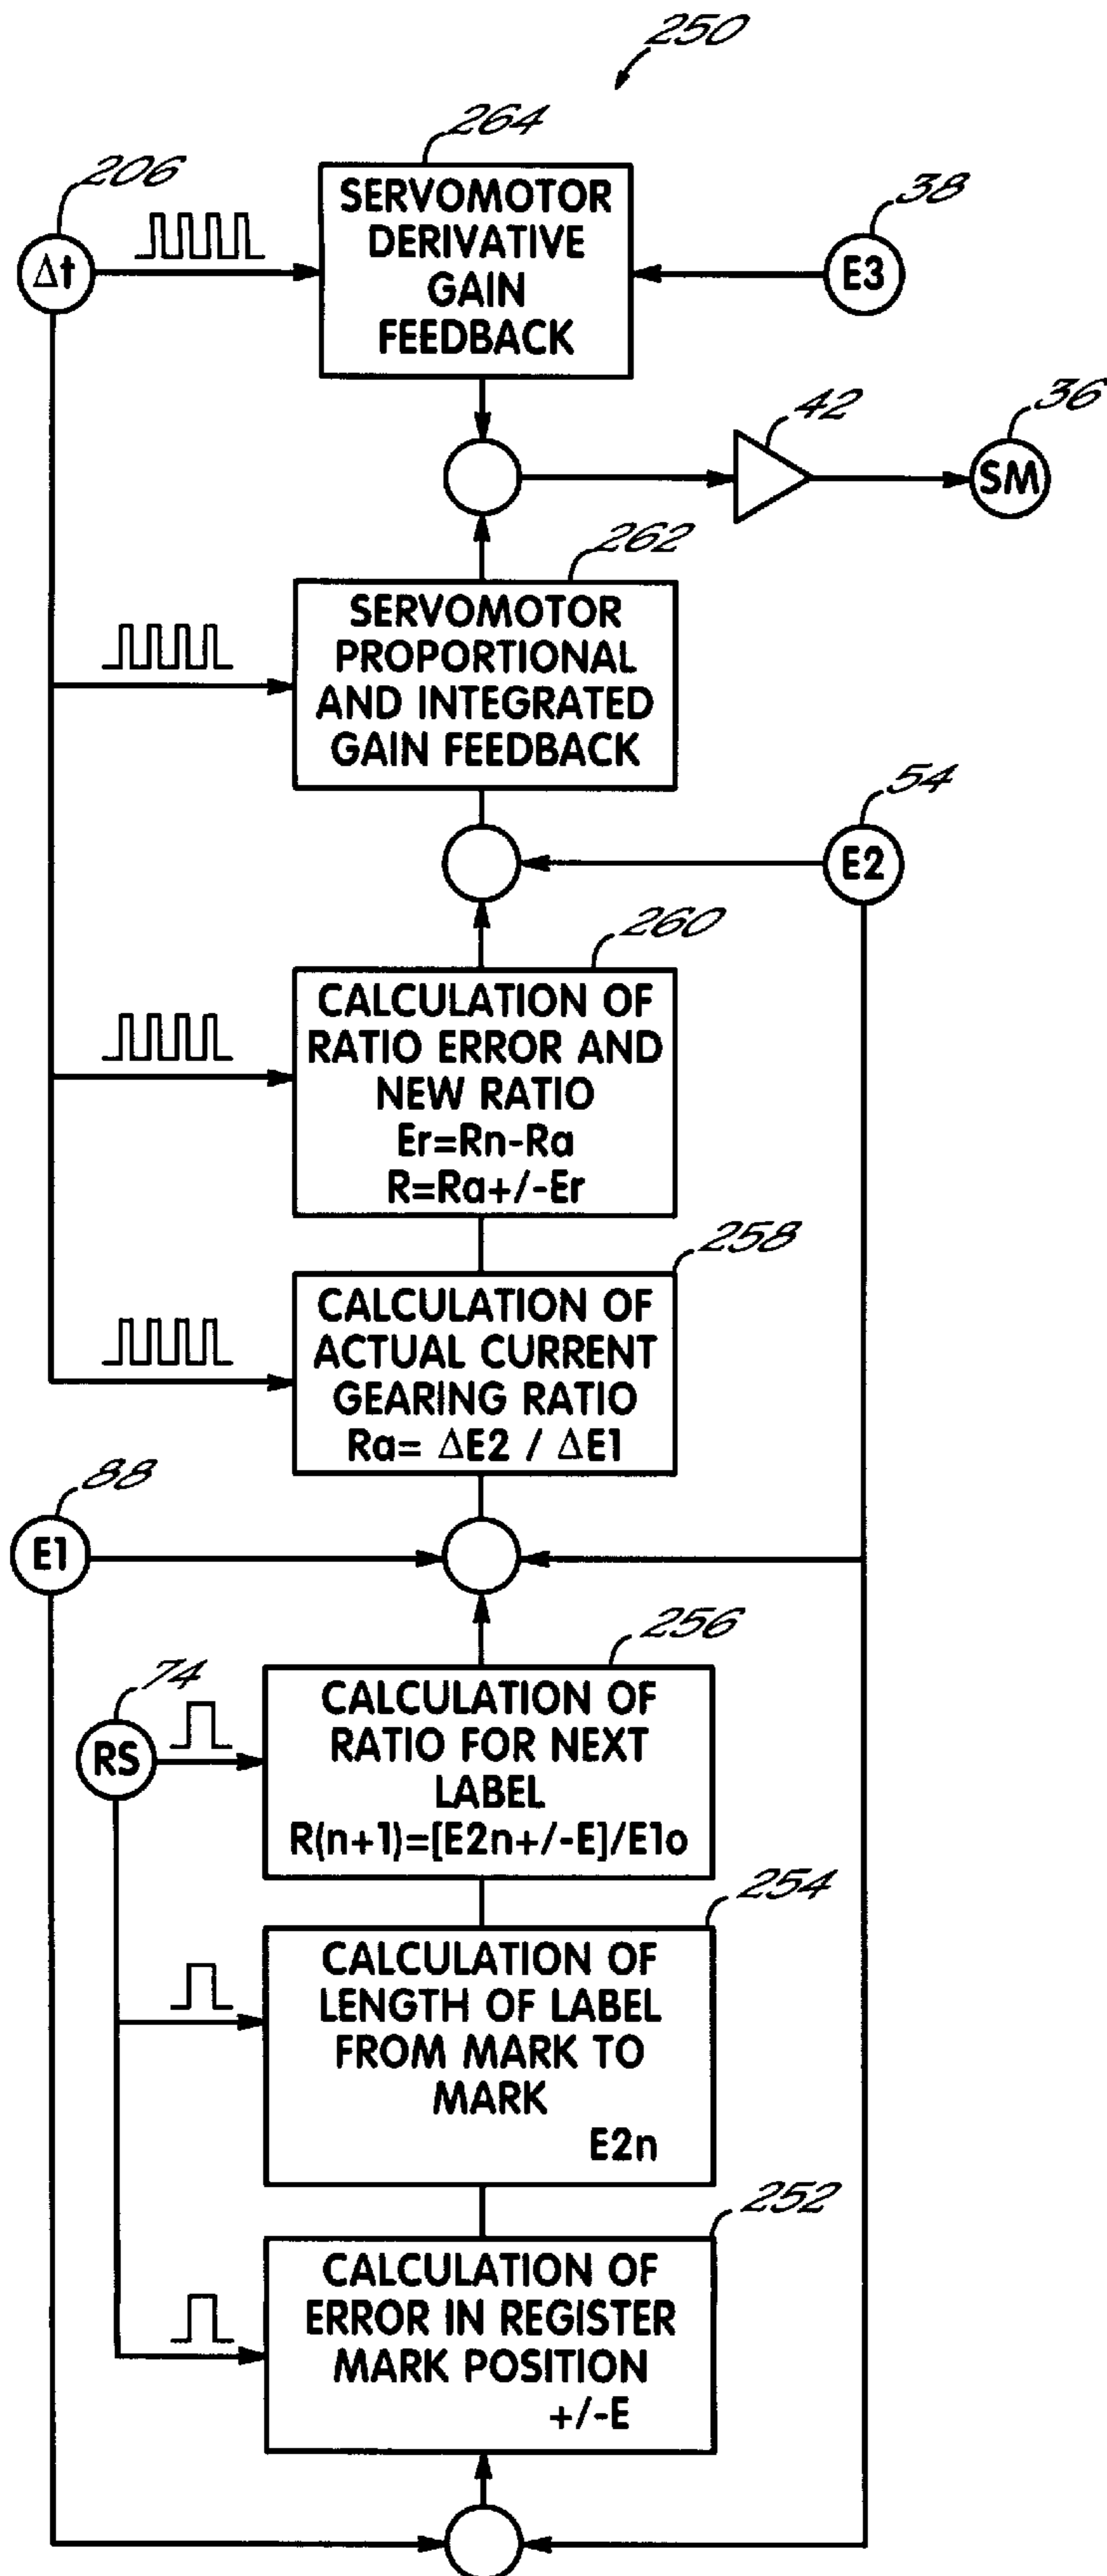 250
264
206
38
SERVOMOTOR
DERIVATIVE
GAIN
FEEDBACK
Δt
E3
42
36
SM
262
SERVOMOTOR
PROPORTIONAL
AND INTEGRATED
GAIN FEEDBACK
54
E2
260
CALCULATION OF
RATIO ERROR AND
NEW RATIO
Er=Rn-Ra
R=Ra+/-Er
258
CALCULATION OF
ACTUAL CURRENT
GEARING RATIO
Ra= ΔE2 / ΔE1
88
E1
256
74
RS
CALCULATION OF
RATIO FOR NEXT
LABEL
R(n+1)=[E2n+/-E]/E1o
254
CALCULATION OF
LENGTH OF LABEL
FROM MARK TO
MARK
E2n
252
CALCULATION OF
ERROR IN REGISTER
MARK POSITION
+/-E